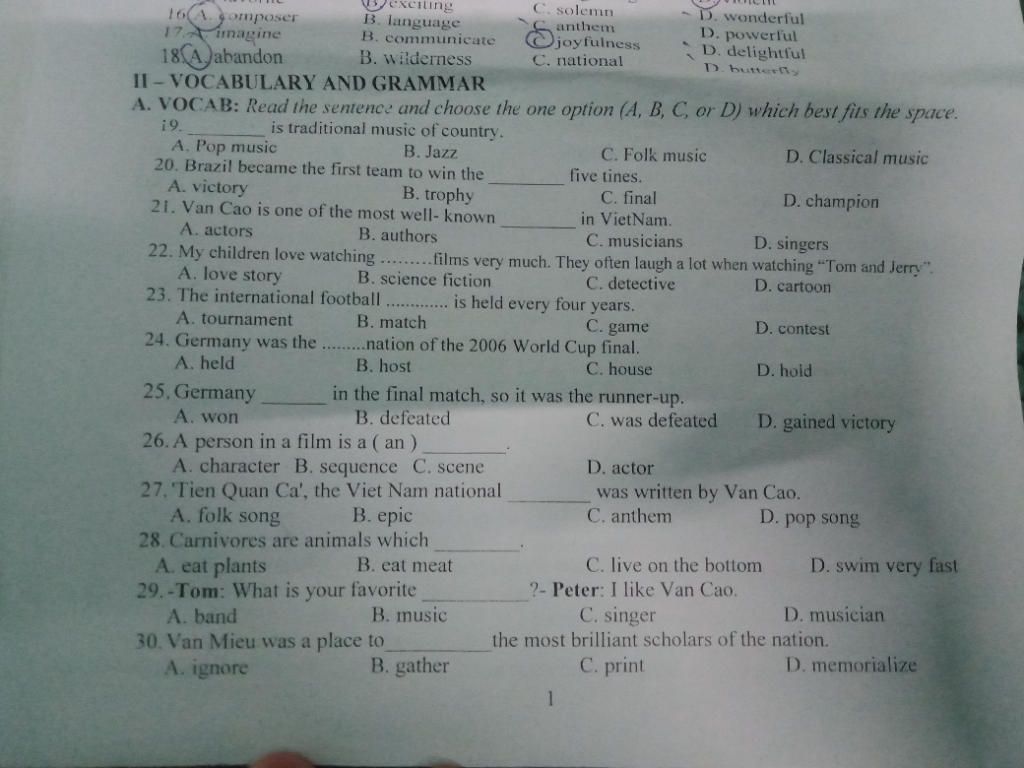 B. exciting C. solemn
16. A. composer B. language C. anthem D. wonderful
17. A. imagine B. communicate C. joyfulness D. powerful
18. A. abandon B. wilderness C. national D. delightful
D. butterfly
II – VOCABULARY AND GRAMMAR
A. VOCAB: Read the sentence and choose the one option (A, B, C, or D) which best fits the space.
19. _________ is traditional music of country.
A. Pop music B. Jazz C. Folk music D. Classical music
20. Brazil became the first team to win the _________ five tines.
A. victory B. trophy C. final D. champion
21. Van Cao is one of the most well- known _________ in VietNam.
A. actors B. authors C. musicians D. singers
22. My children love watching .........films very much. They often laugh a lot when watching “Tom and Jerry”.
A. love story B. science fiction C. detective D. cartoon
23. The international football ............. is held every four years.
A. tournament B. match C. game D. contest
24. Germany was the .........nation of the 2006 World Cup final.
A. held B. host C. house D. hold
25. Germany _______ in the final match, so it was the runner-up.
A. won B. defeated C. was defeated D. gained victory
26. A person in a film is a ( an ) _________.
A. character B. sequence C. scene D. actor
27. 'Tien Quan Ca', the Viet Nam national _________ was written by Van Cao.
A. folk song B. epic C. anthem D. pop song
28. Carnivores are animals which _________.
A. eat plants B. eat meat C. live on the bottom D. swim very fast
29. -Tom: What is your favorite ____________?- Peter: I like Van Cao.
A. band B. music C. singer D. musician
30. Van Mieu was a place to___________the most brilliant scholars of the nation.
A. ignore B. gather C. print D. memorialize
1